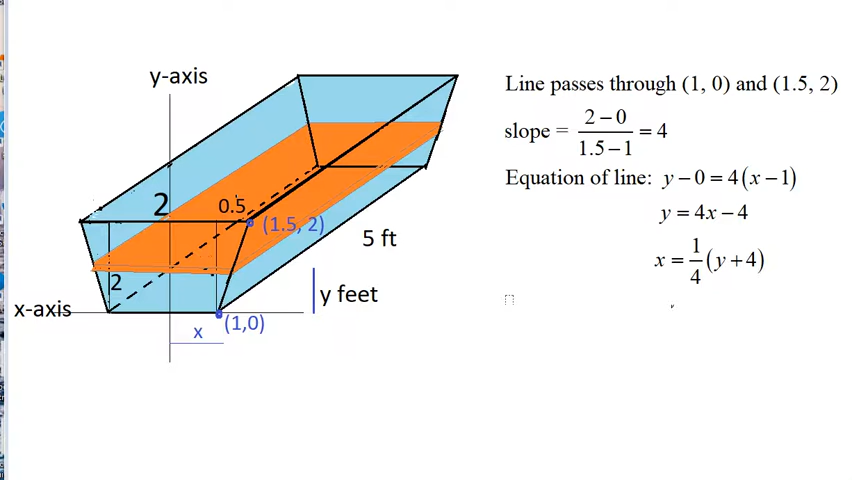 y-axis
2
0.5
(1.5, 2)
5 ft
2
y feet
x-axis
(1,0)
x
Line passes through (1, 0) and (1.5, 2)
slope = (2 − 0)/(1.5 − 1) = 4
Equation of line: y − 0 = 4(x − 1)
y = 4x − 4
x = 1/4 (y + 4)